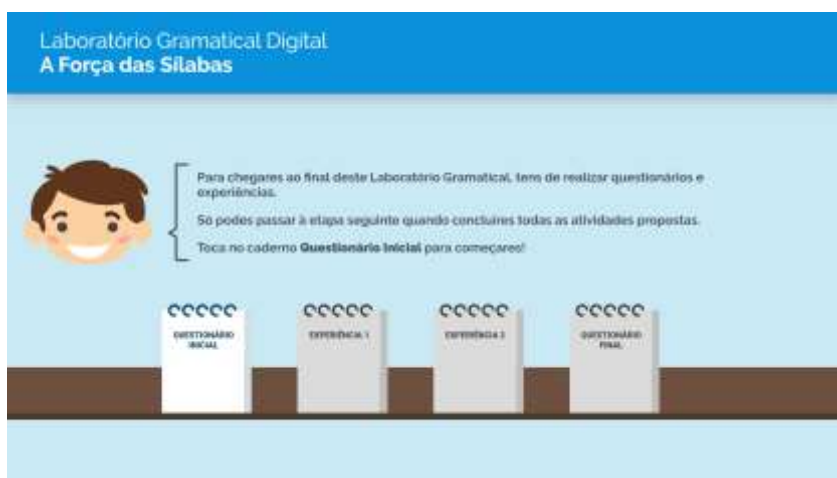 Laboratório Gramatical Digital
A Força das Sílabas
Para chegares ao final deste Laboratório Gramatical, tens de realizar questionários e
experiências.
Só podes passar à etapa seguinte quando concluíres todas as atividades propostas.
Toca no caderno Questionário Inicial para começares!
QUESTIONÁRIO
INICIAL
EXPERIÊNCIA 1
EXPERIÊNCIA 2
QUESTIONÁRIO
FINAL